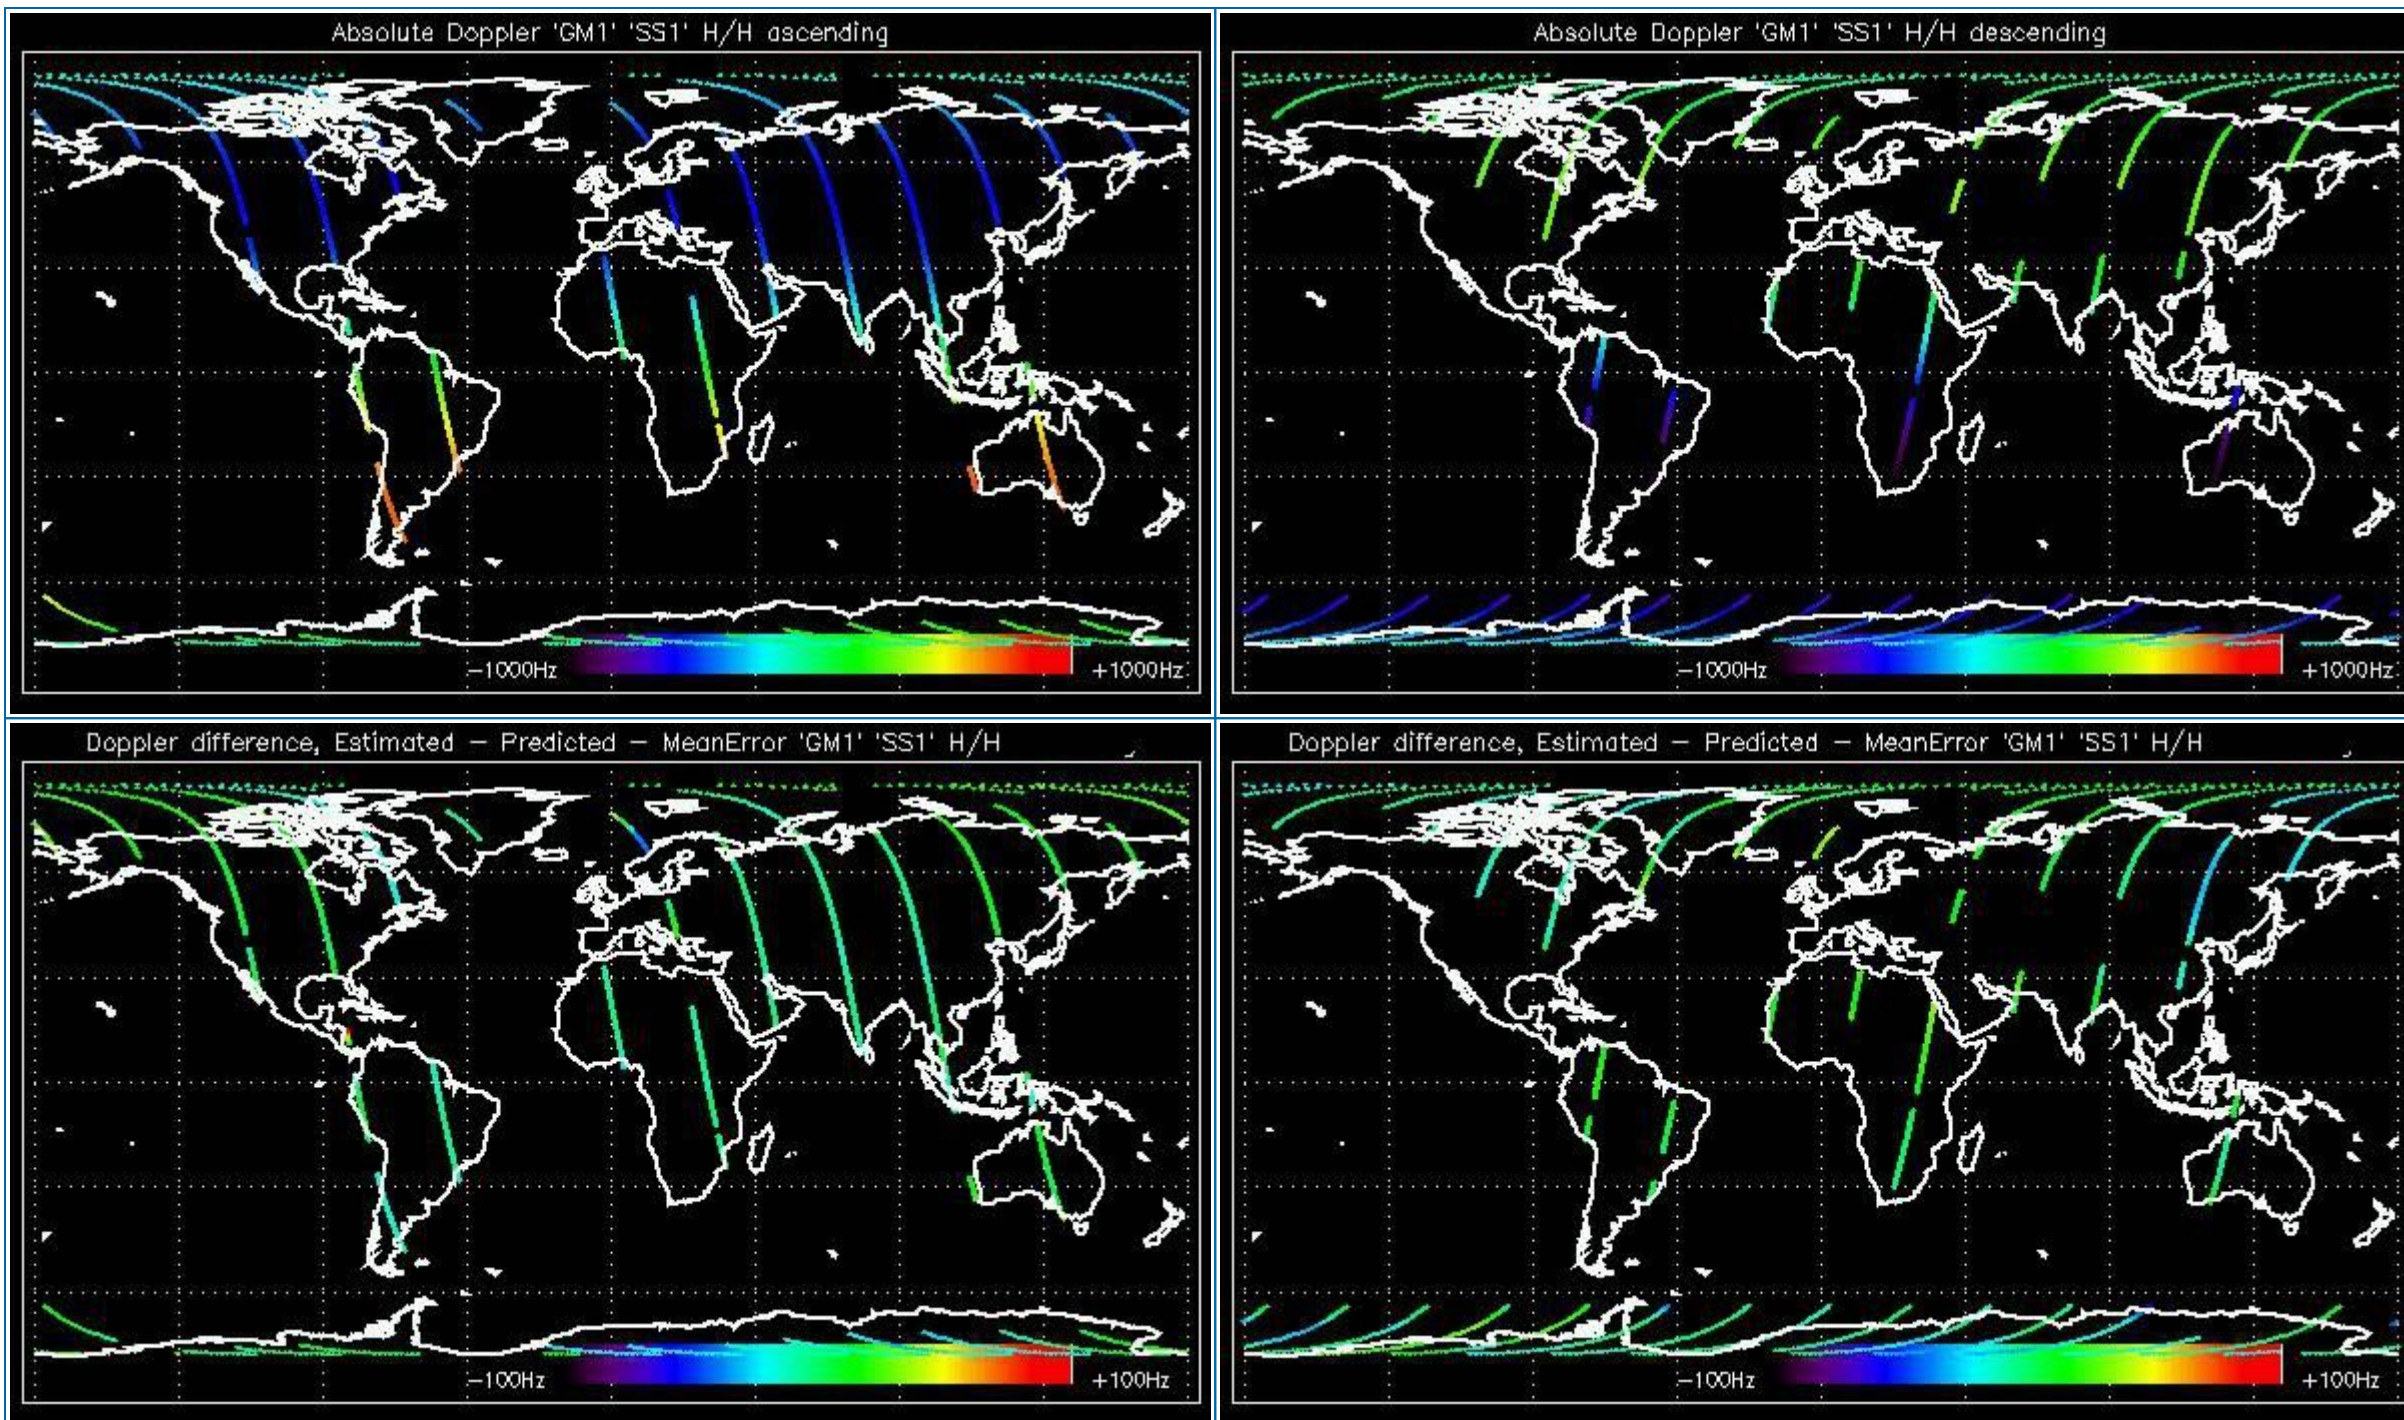 Absolute Doppler 'GM1' 'SS1' H/H ascending
−1000Hz
+1000Hz
Absolute Doppler 'GM1' 'SS1' H/H descending
−1000Hz
+1000Hz
Doppler difference, Estimated − Predicted − MeanError 'GM1' 'SS1' H/H
−100Hz
+100Hz
Doppler difference, Estimated − Predicted − MeanError 'GM1' 'SS1' H/H
−100Hz
+100Hz